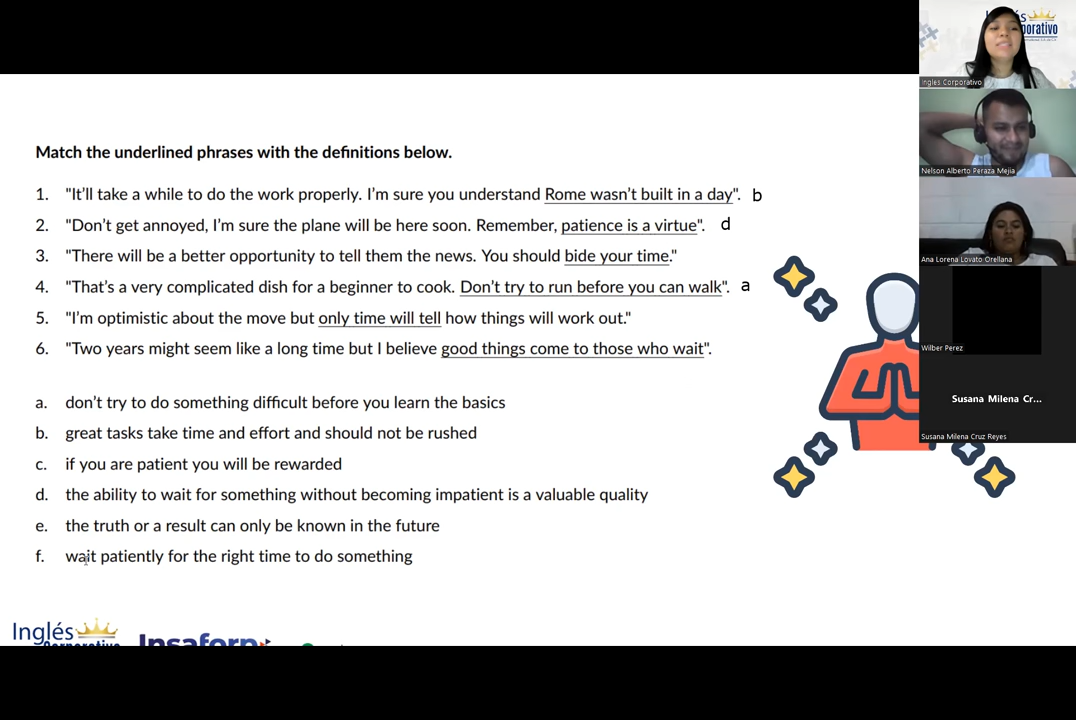 Match the underlined phrases with the definitions below.
1. "It'll take a while to do the work properly. I'm sure you understand Rome wasn't built in a day". b
2. "Don't get annoyed, I'm sure the plane will be here soon. Remember, patience is a virtue". d
3. "There will be a better opportunity to tell them the news. You should bide your time."
4. "That's a very complicated dish for a beginner to cook. Don't try to run before you can walk". a
5. "I'm optimistic about the move but only time will tell how things will work out."
6. "Two years might seem like a long time but I believe good things come to those who wait".
a. don't try to do something difficult before you learn the basics
b. great tasks take time and effort and should not be rushed
c. if you are patient you will be rewarded
d. the ability to wait for something without becoming impatient is a valuable quality
e. the truth or a result can only be known in the future
f. wait patiently for the right time to do something
Inglés
Corporativo
Insaforp
Ingles Corporativo
Nelson Alberto Peraza Mejia
Ana Lorena Lovato Orellana
Wilber Perez
Susana Milena Cr...
Susana Milena Cruz Reyes